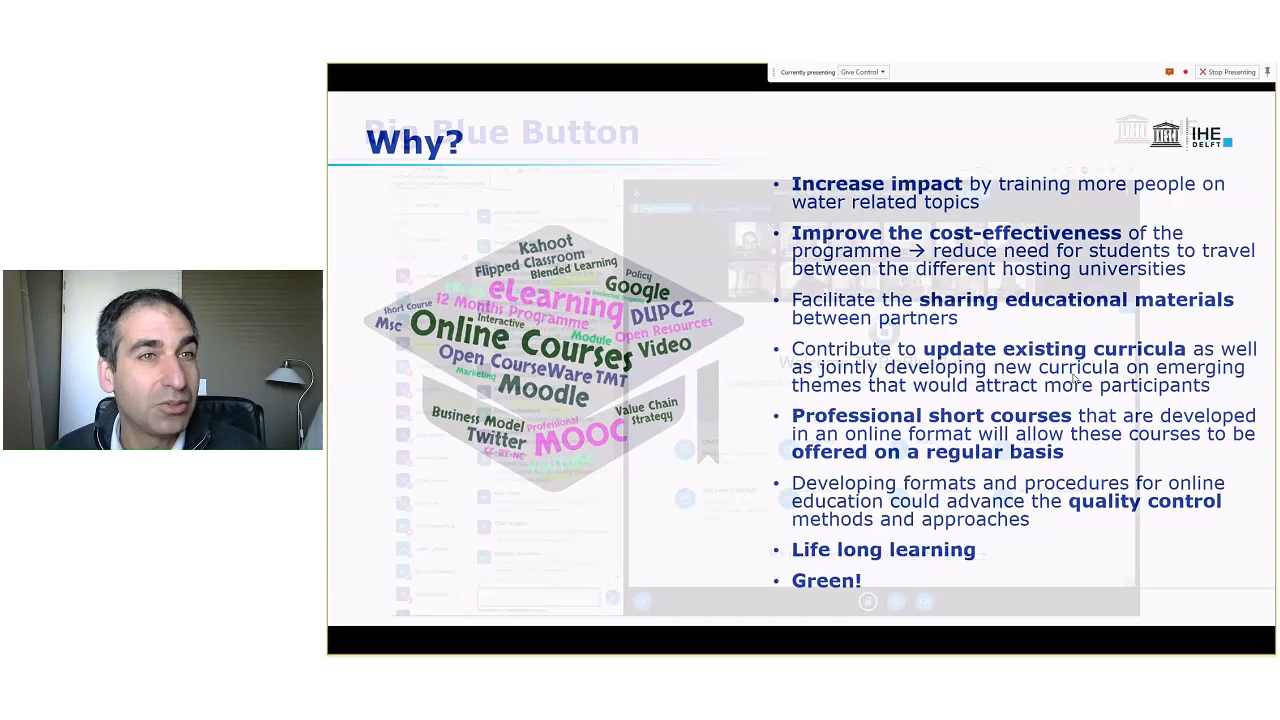 Currently presenting
Give Control
Stop Presenting
Big Blue Button
Why?
IHE
DELFT
• Increase impact by training more people on
water related topics
• Improve the cost-effectiveness of the
programme → reduce need for students to travel
between the different hosting universities
• Facilitate the sharing educational materials
between partners
• Contribute to update existing curricula as well
as jointly developing new curricula on emerging
themes that would attract more participants
• Professional short courses that are developed
in an online format will allow these courses to be
offered on a regular basis
• Developing formats and procedures for online
education could advance the quality control
methods and approaches
• Life long learning
• Green!
Kahoot
Flipped Classroom
Blended Learning
Policy
Google
eLearning
Short Course
12 Months Programme
DUPC2
Msc
Interactive
Open Resources
Online Courses
Module
Video
Open CourseWare
TMT
Marketing
Moodle
Value Chain
Strategy
Business Model
Professional
Twitter
MOOC
CC-BY-NC
YouTube
CHAT